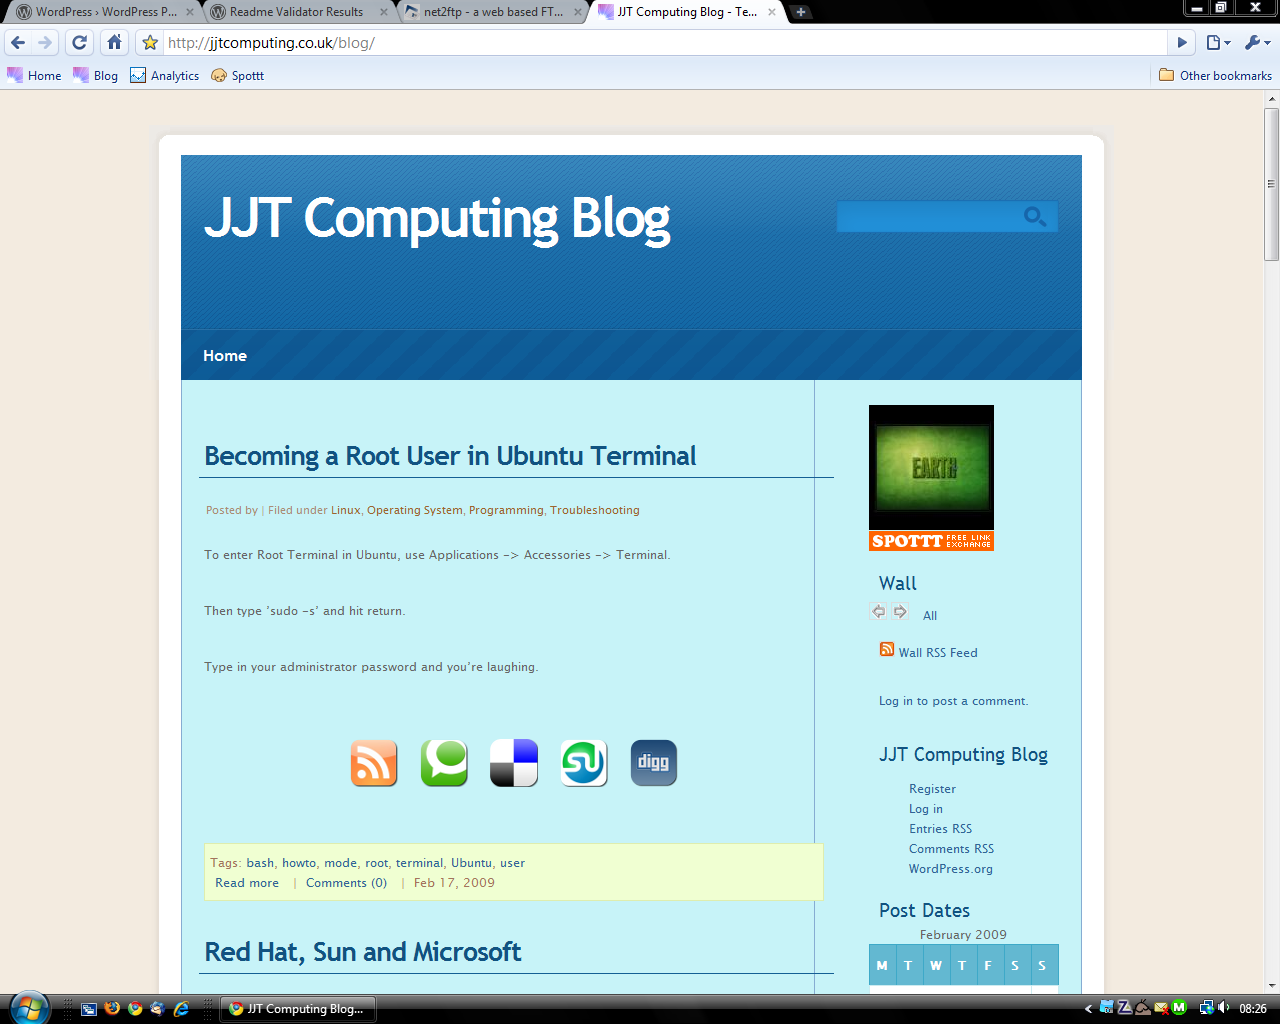 WordPress › WordPress P...
Readme Validator Results
net2ftp - a web based FT...
JJT Computing Blog - Te...
http://jjtcomputing.co.uk/blog/
Home
Blog
Analytics
Spottt
Other bookmarks
JJT Computing Blog
Home
Becoming a Root User in Ubuntu Terminal
Posted by | Filed under Linux, Operating System, Programming, Troubleshooting
To enter Root Terminal in Ubuntu, use Applications -> Accessories -> Terminal.
Then type ’sudo -s’ and hit return.
Type in your administrator password and you’re laughing.
SU
digg
Tags: bash, howto, mode, root, terminal, Ubuntu, user
Read more | Comments (0) | Feb 17, 2009
Red Hat, Sun and Microsoft
EARTH
SPOTTT FREE LINK EXCHANGE
Wall
All
Wall RSS Feed
Log in to post a comment.
JJT Computing Blog
Register
Log in
Entries RSS
Comments RSS
WordPress.org
Post Dates
February 2009
M T W T F S S
JJT Computing Blog...
08:26